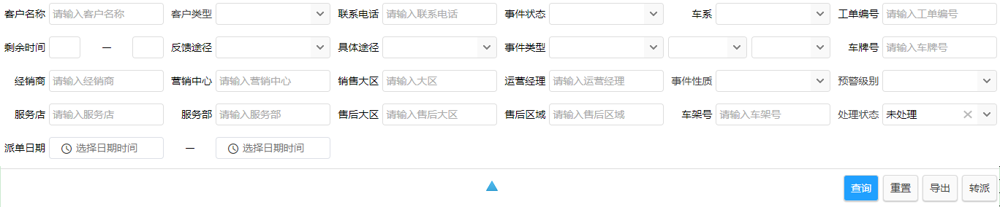 客户名称 请输入客户名称 客户类型 联系电话 请输入联系电话 事件状态 车系 工单编号 请输入工单编号
剩余时间 — 反馈途径 具体途径 事件类型 车牌号 请输入车牌号
经销商 请输入经销商 营销中心 请输入营销中心 销售大区 请输入大区 运营经理 请输入运营经理 事件性质 预警级别
服务店 请输入服务店 服务部 请输入服务部 售后大区 请输入售后大区 售后区域 请输入售后区域 车架号 请输入车架号 处理状态 未处理
派单日期 选择日期时间 — 选择日期时间
查询 重置 导出 转派